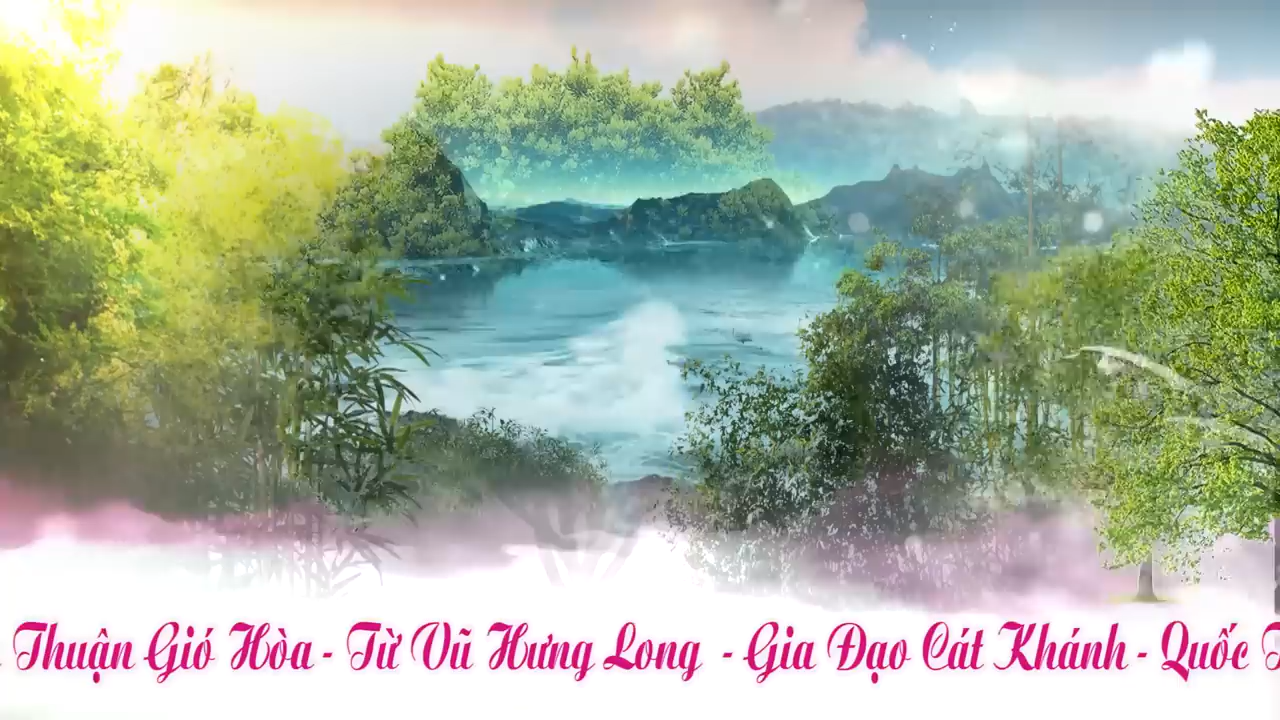 Thuận Gió Hòa - Từ Vũ Hưng Long - Gia Đạo Cát Khánh - Quốc